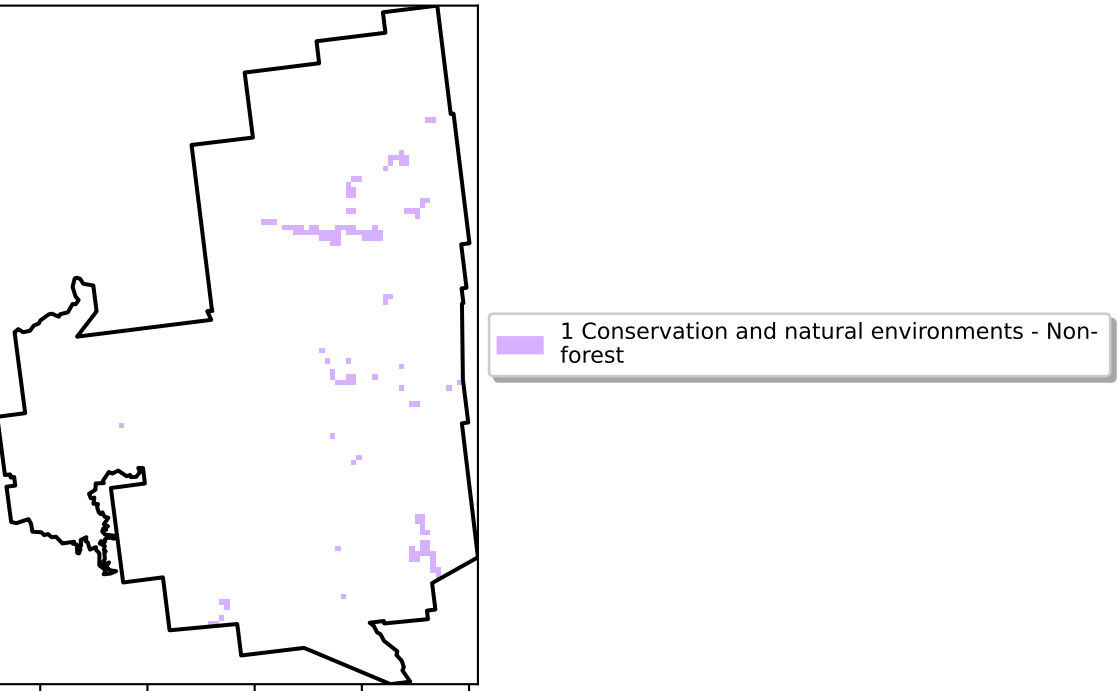 1 Conservation and natural environments - Non-
forest